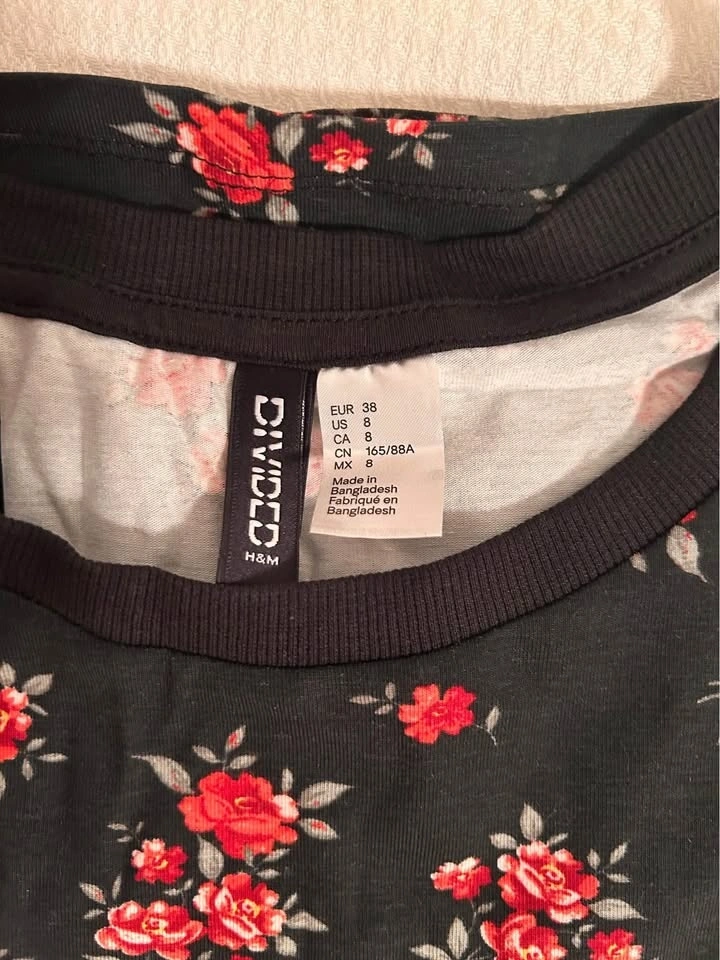 DIVIDED
H&M
EUR 38
US 8
CA 8
CN 165/88A
MX 8
Made in
Bangladesh
Fabriqué en
Bangladesh